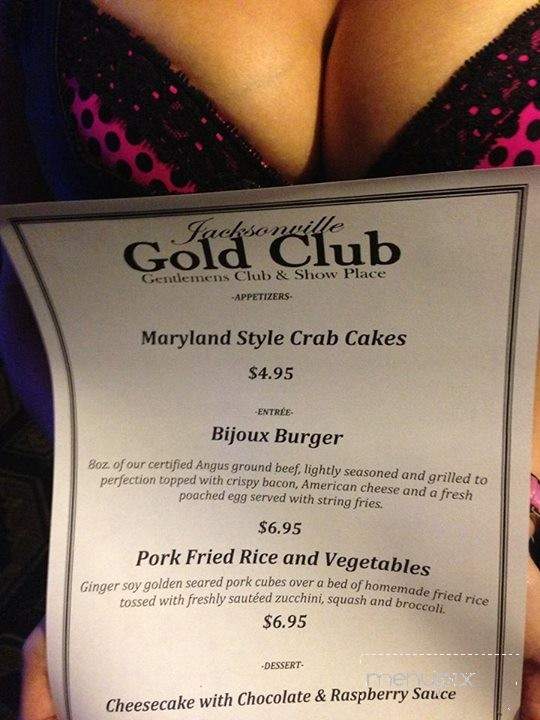 Jacksonville
Gold Club
Gentlemens Club & Show Place
-APPETIZERS-
Maryland Style Crab Cakes
$4.95
-ENTRÉE-
Bijoux Burger
8oz. of our certified Angus ground beef, lightly seasoned and grilled to
perfection topped with crispy bacon, American cheese and a fresh
poached egg served with string fries.
$6.95
Pork Fried Rice and Vegetables
Ginger soy golden seared pork cubes over a bed of homemade fried rice
tossed with freshly sautéed zucchini, squash and broccoli.
$6.95
-DESSERT-
Cheesecake with Chocolate & Raspberry Sauce